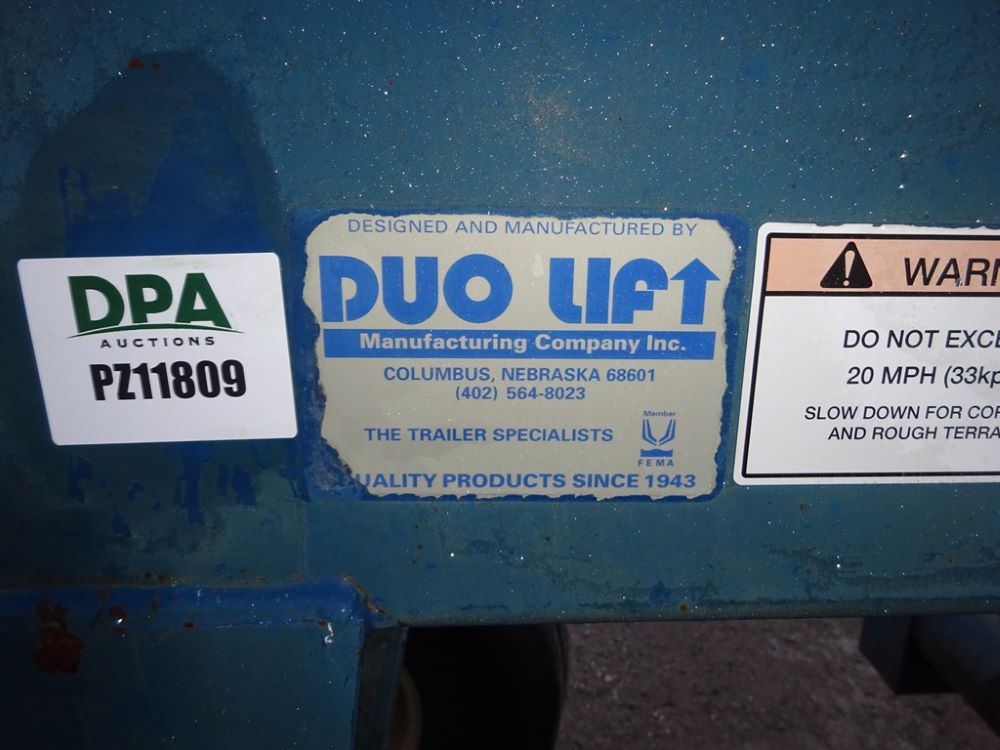 DPA
AUCTIONS
PZ11809
DESIGNED AND MANUFACTURED BY
DUO LIFT
Manufacturing Company Inc.
COLUMBUS, NEBRASKA 68601
(402) 564-8023
THE TRAILER SPECIALISTS
Member
FEMA
UALITY PRODUCTS SINCE 1943
WARN
DO NOT EXCE
20 MPH (33kp
SLOW DOWN FOR COR
AND ROUGH TERRA